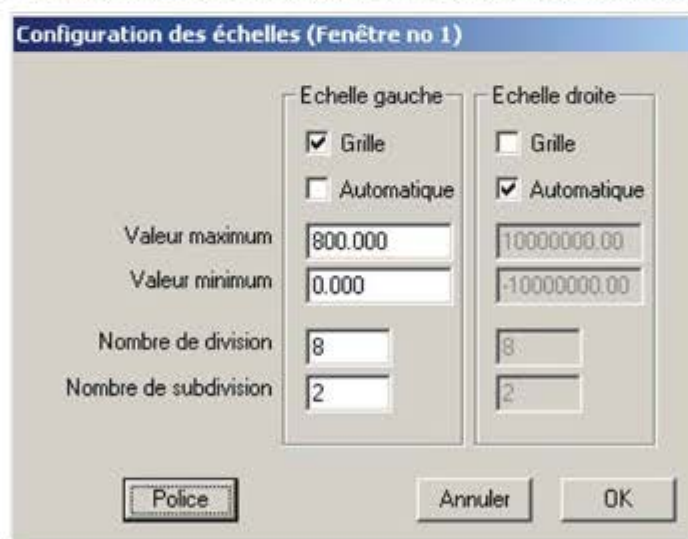 Configuration des échelles (Fenêtre no 1)
Echelle gauche Echelle droite
Grille Grille
Automatique Automatique
Valeur maximum 800.000 10000000.00
Valeur minimum 0.000 -10000000.00
Nombre de division 8 8
Nombre de subdivision 2 2
Police Annuler OK